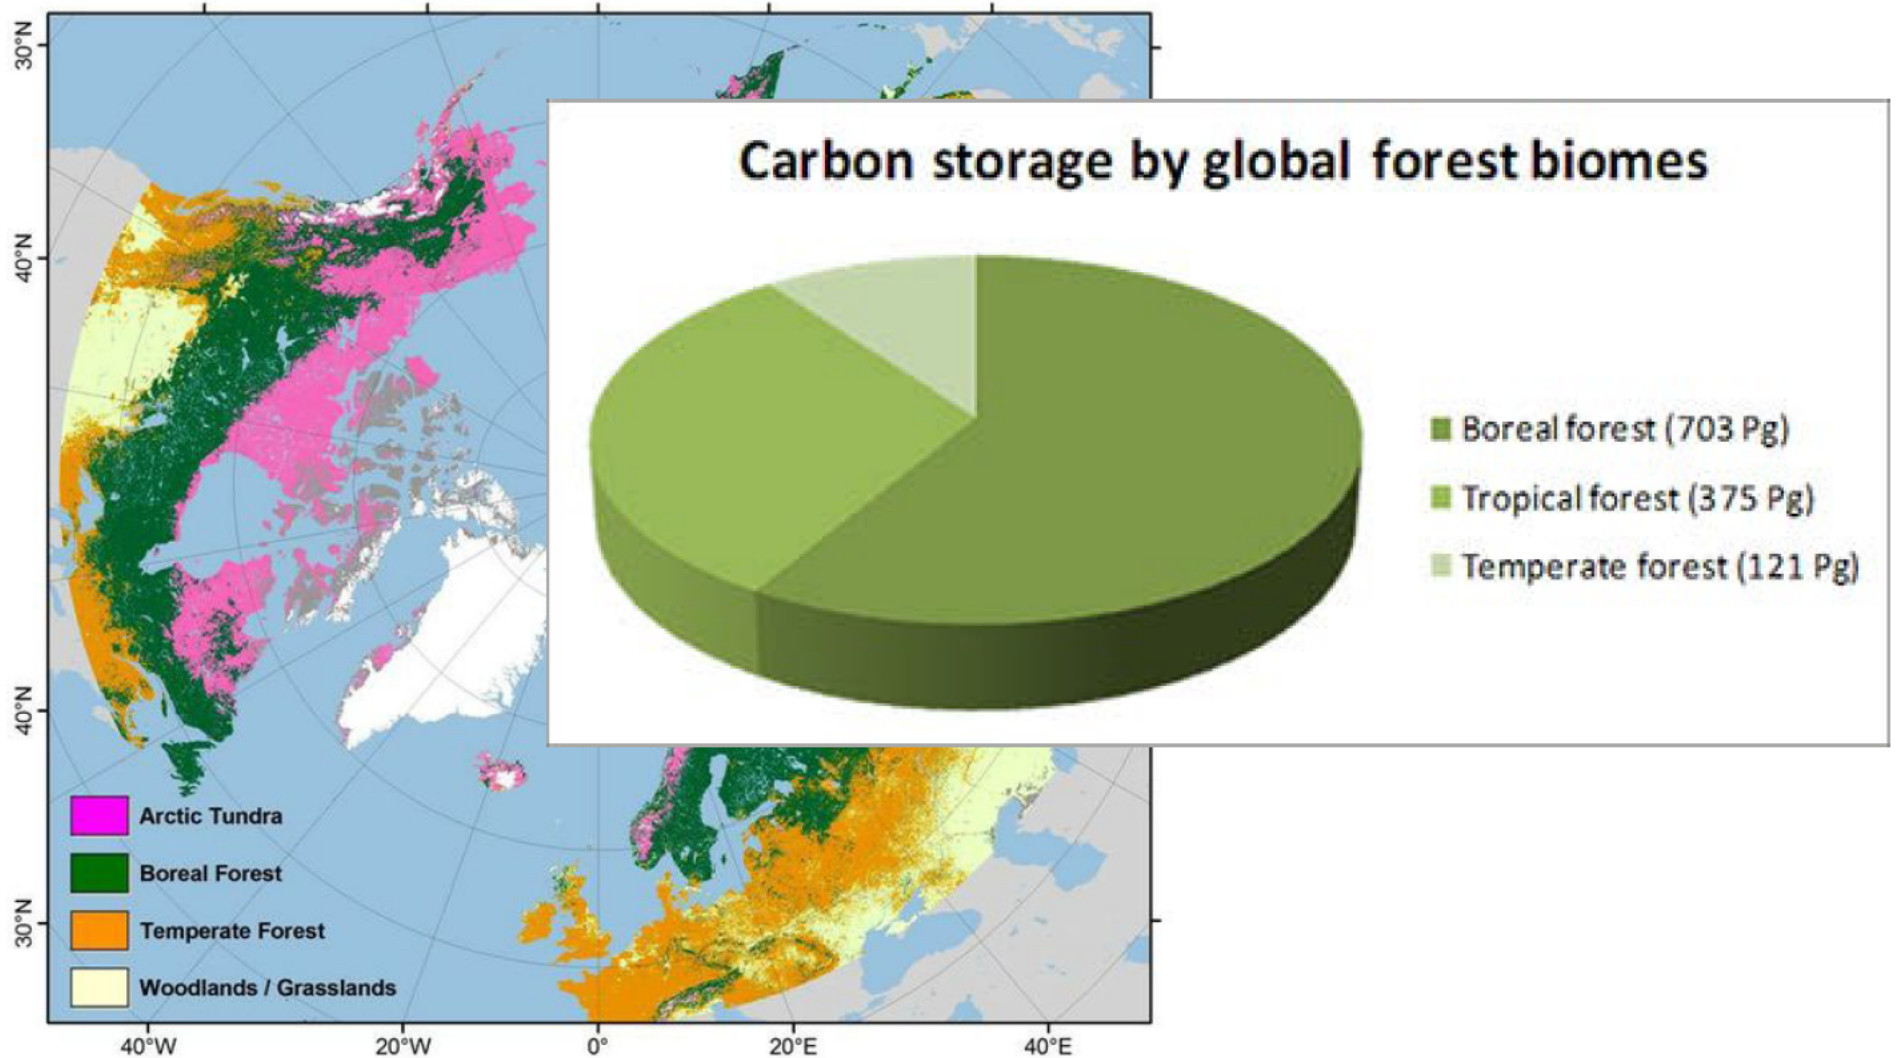 Carbon storage by global forest biomes
Boreal forest (703 Pg)
Tropical forest (375 Pg)
Temperate forest (121 Pg)
30°N
40°N
40°N
30°N
Arctic Tundra
Boreal Forest
Temperate Forest
Woodlands / Grasslands
40°W
20°W
0°
20°E
40°E